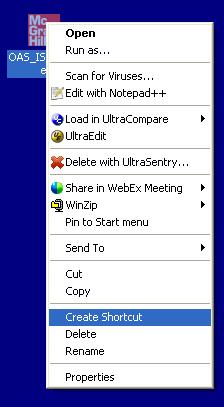 Mc
Graw
Hill
OAS_IS
e
Open
Run as...
Scan for Viruses...
Edit with Notepad++
Load in UltraCompare
UltraEdit
Delete with UltraSentry...
Share in WebEx Meeting
WinZip
Pin to Start menu
Send To
Cut
Copy
Create Shortcut
Delete
Rename
Properties